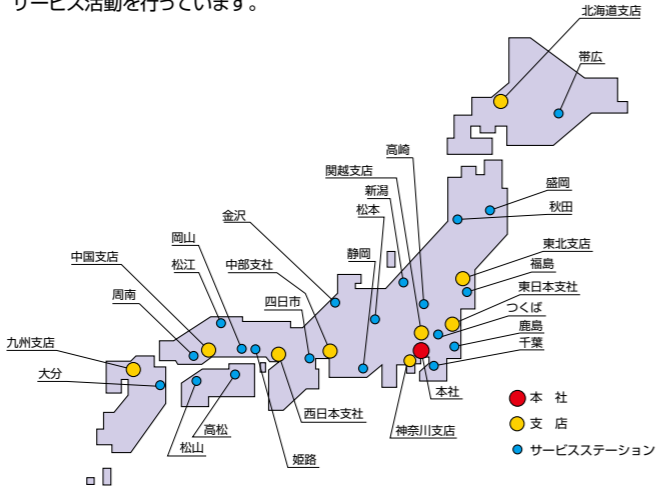 サービス活動を行っています。
北海道支店
帯広
高崎
関越支店
新潟
松本
金沢
静岡
盛岡
秋田
岡山
中部支社
中国支店
松江
四日市
周南
東北支店
福島
東日本支社
つくば
鹿島
千葉
九州支店
大分
本社
西日本支社
神奈川支店
高松
松山
姫路
本 社
支 店
サービスステーション